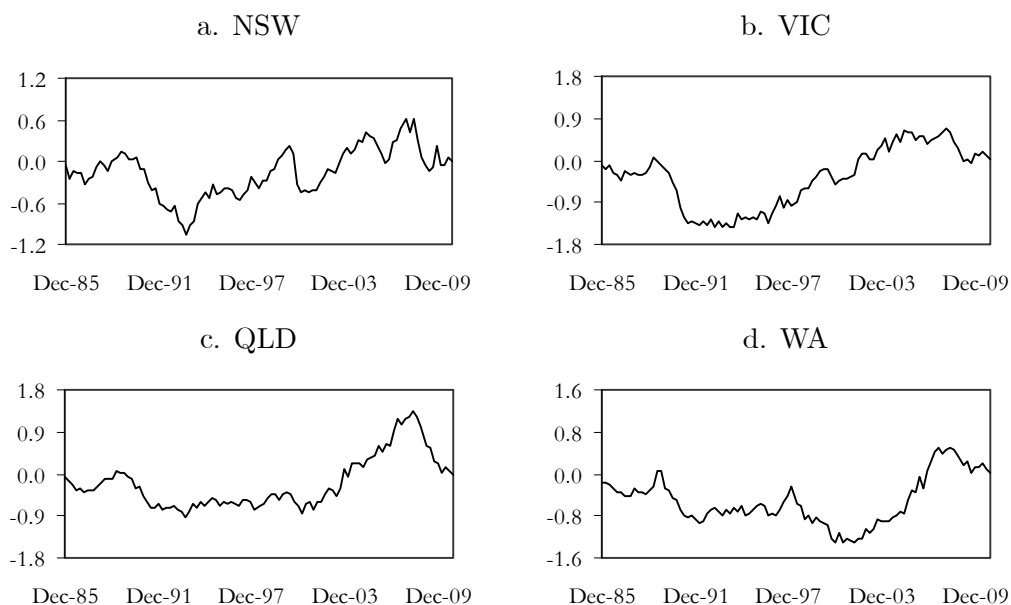 a. NSW
1.2
0.6
0.0
-0.6
-1.2
Dec-85 Dec-91 Dec-97 Dec-03 Dec-09
b. VIC
1.8
0.9
0.0
-0.9
-1.8
Dec-85 Dec-91 Dec-97 Dec-03 Dec-09
c. QLD
1.8
0.9
0.0
-0.9
-1.8
Dec-85 Dec-91 Dec-97 Dec-03 Dec-09
d. WA
1.6
0.8
0.0
-0.8
-1.6
Dec-85 Dec-91 Dec-97 Dec-03 Dec-09